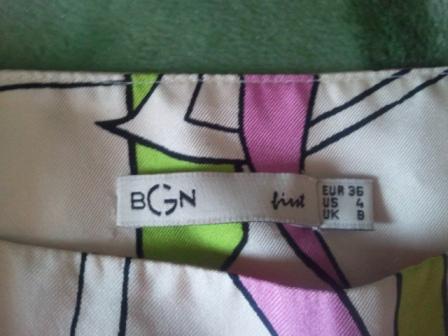 BGN first
EUR 36
US 4
UK 8